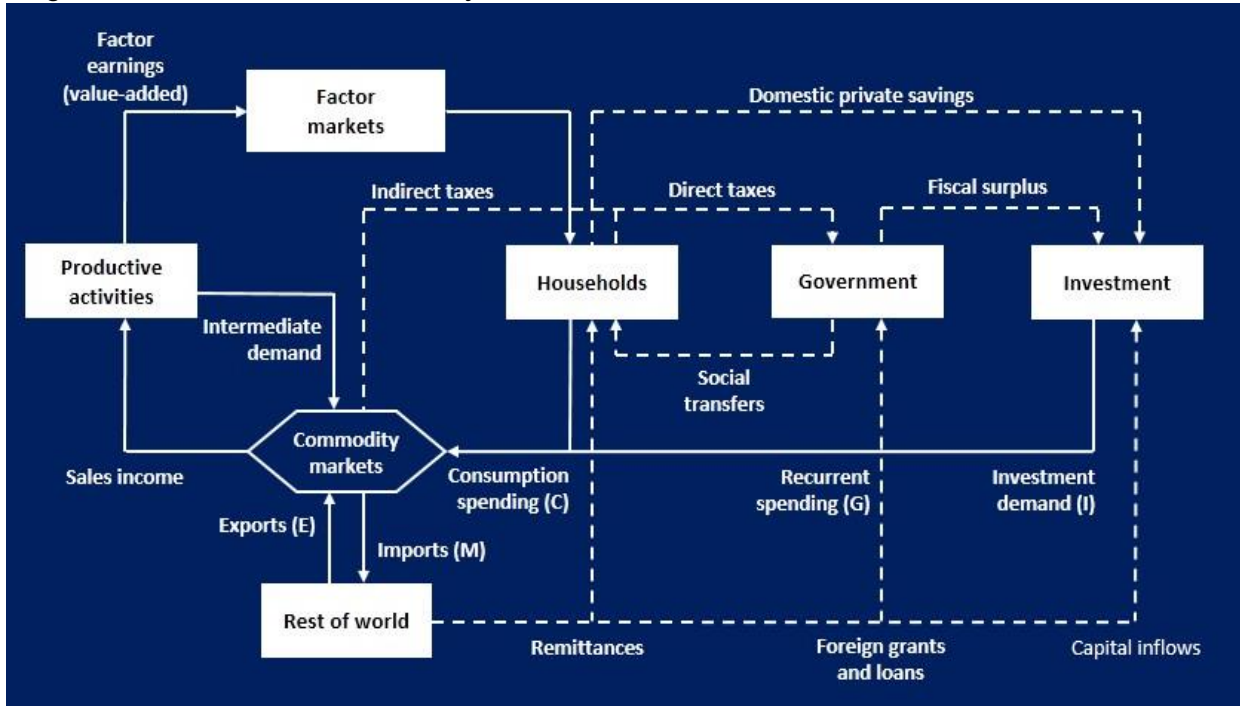 Factor
earnings
(value-added)
Factor
markets
Domestic private savings
Indirect taxes
Direct taxes
Fiscal surplus
Productive
activities
Households
Government
Investment
Intermediate
demand
Social
transfers
Commodity
markets
Sales income
Consumption
spending (C)
Recurrent
spending (G)
Investment
demand (I)
Exports (E)
Imports (M)
Rest of world
Remittances
Foreign grants
and loans
Capital inflows